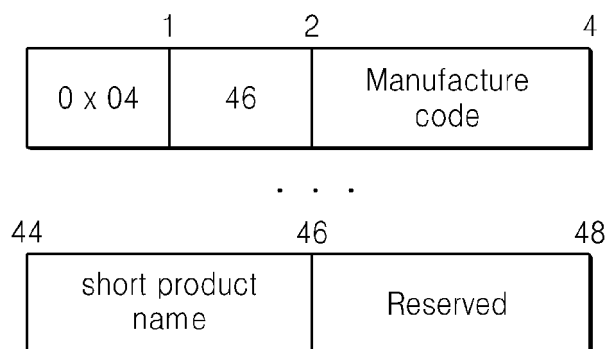 1 2 4
0 x 04 46 Manufacture
code
. . .
44 46 48
short product
name Reserved